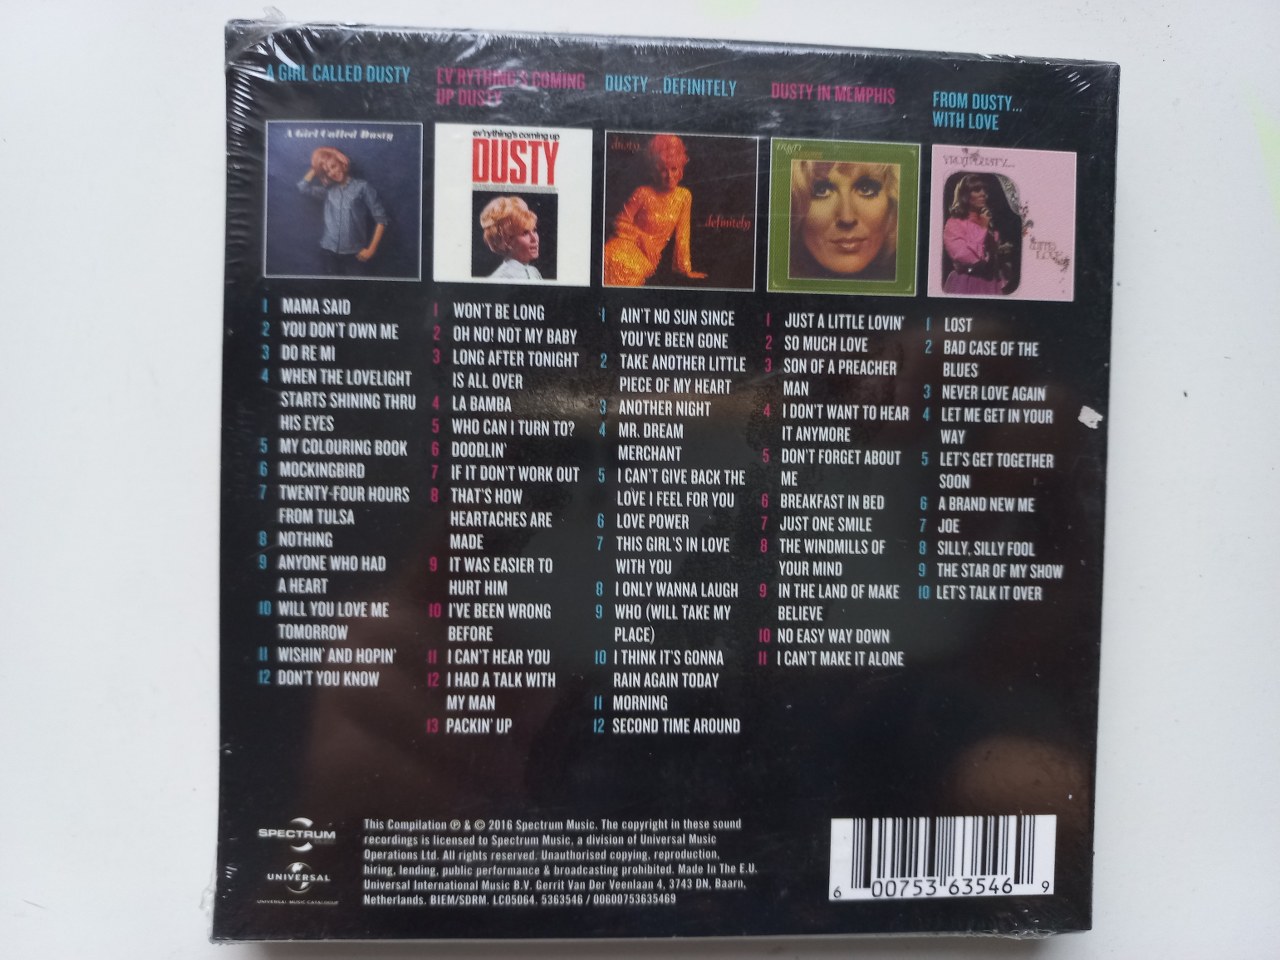 A GIRL CALLED DUSTY
A Girl Called Dusty
1 MAMA SAID
2 YOU DON'T OWN ME
3 DO RE MI
4 WHEN THE LOVELIGHT
STARTS SHINING THRU
HIS EYES
5 MY COLOURING BOOK
6 MOCKINGBIRD
7 TWENTY-FOUR HOURS
FROM TULSA
8 NOTHING
9 ANYONE WHO HAD
A HEART
10 WILL YOU LOVE ME
TOMORROW
11 WISHIN' AND HOPIN'
12 DON'T YOU KNOW
EV'RYTHING'S COMING
UP DUSTY
ev'rything's coming up
DUSTY
1 WON'T BE LONG
2 OH NO! NOT MY BABY
3 LONG AFTER TONIGHT
IS ALL OVER
4 LA BAMBA
5 WHO CAN I TURN TO?
6 DOODLIN'
7 IF IT DON'T WORK OUT
8 THAT'S HOW
HEARTACHES ARE
MADE
9 IT WAS EASIER TO
HURT HIM
10 I'VE BEEN WRONG
BEFORE
11 I CAN'T HEAR YOU
12 I HAD A TALK WITH
MY MAN
13 PACKIN' UP
DUSTY ...DEFINITELY
dusty...
...definitely
1 AIN'T NO SUN SINCE
YOU'VE BEEN GONE
2 TAKE ANOTHER LITTLE
PIECE OF MY HEART
3 ANOTHER NIGHT
4 MR. DREAM
MERCHANT
5 I CAN'T GIVE BACK THE
LOVE I FEEL FOR YOU
6 LOVE POWER
7 THIS GIRL'S IN LOVE
WITH YOU
8 I ONLY WANNA LAUGH
9 WHO (WILL TAKE MY
PLACE)
10 I THINK IT'S GONNA
RAIN AGAIN TODAY
11 MORNING
12 SECOND TIME AROUND
DUSTY IN MEMPHIS
1 JUST A LITTLE LOVIN'
2 SO MUCH LOVE
3 SON OF A PREACHER
MAN
4 I DON'T WANT TO HEAR
IT ANYMORE
5 DON'T FORGET ABOUT
ME
6 BREAKFAST IN BED
7 JUST ONE SMILE
8 THE WINDMILLS OF
YOUR MIND
9 IN THE LAND OF MAKE
BELIEVE
10 NO EASY WAY DOWN
11 I CAN'T MAKE IT ALONE
FROM DUSTY...
WITH LOVE
FROM DUSTY...
WITH
LOVE
1 LOST
2 BAD CASE OF THE
BLUES
3 NEVER LOVE AGAIN
4 LET ME GET IN YOUR
WAY
5 LET'S GET TOGETHER
SOON
6 A BRAND NEW ME
7 JOE
8 SILLY, SILLY FOOL
9 THE STAR OF MY SHOW
10 LET'S TALK IT OVER
SPECTRUM
MUSIC
UNIVERSAL
UNIVERSAL MUSIC CATALOGUE
This Compilation ℗ & © 2016 Spectrum Music. The copyright in these sound
recordings is licensed to Spectrum Music, a division of Universal Music
Operations Ltd. All rights reserved. Unauthorised copying, reproduction,
hiring, lending, public performance & broadcasting prohibited. Made In The E.U.
Universal International Music B.V. Gerrit Van Der Veenlaan 4, 3743 DN, Baarn,
Netherlands. BIEM/SDRM. LC05064. 5363546 / 00600753635469
6 00753 63546 9